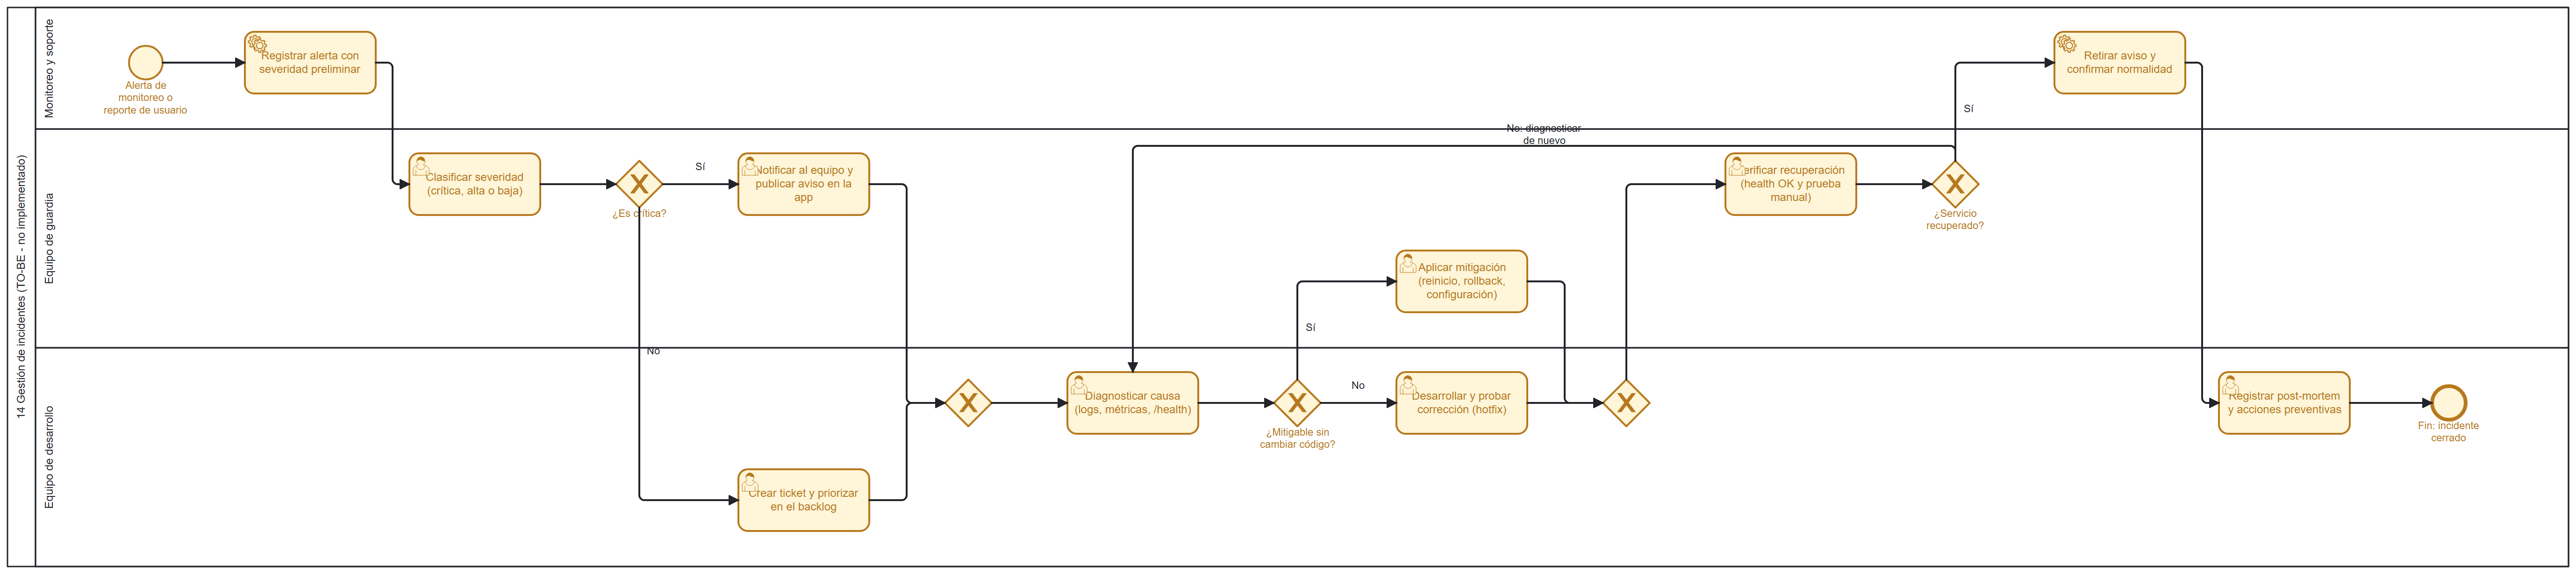 14 Gestión de incidentes (TO-BE - no implementado)
Monitoreo y soporte
Alerta de
monitoreo o
reporte de usuario
Registrar alerta con
severidad preliminar
Retirar aviso y
confirmar normalidad
Sí
Equipo de guardia
Clasificar severidad
(crítica, alta o baja)
¿Es crítica?
Sí
Notificar al equipo y
publicar aviso en la
app
No: diagnosticar
de nuevo
Verificar recuperación
(health OK y prueba
manual)
¿Servicio
recuperado?
Aplicar mitigación
(reinicio, rollback,
configuración)
Sí
No
Equipo de desarrollo
Diagnosticar causa
(logs, métricas, /health)
¿Mitigable sin
cambiar código?
No
Desarrollar y probar
corrección (hotfix)
Registrar post-mortem
y acciones preventivas
Fin: incidente
cerrado
Crear ticket y priorizar
en el backlog